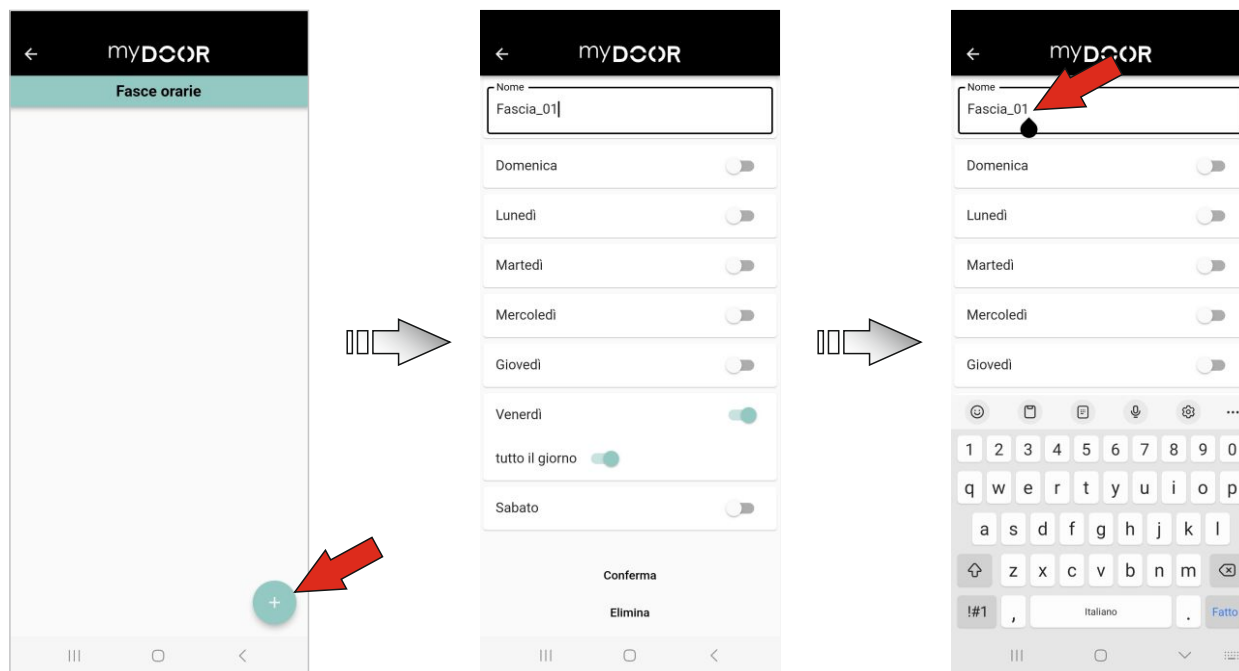 myDOOR
Fasce orarie
+
myDOOR
Nome
Fascia_01
Domenica
Lunedì
Martedì
Mercoledì
Giovedì
Venerdì
tutto il giorno
Sabato
Conferma
Elimina
myDOOR
Nome
Fascia_01
Domenica
Lunedì
Martedì
Mercoledì
Giovedì
1 2 3 4 5 6 7 8 9 0
q w e r t y u i o p
a s d f g h j k l
z x c v b n m
!#1 , Italiano . Fatto